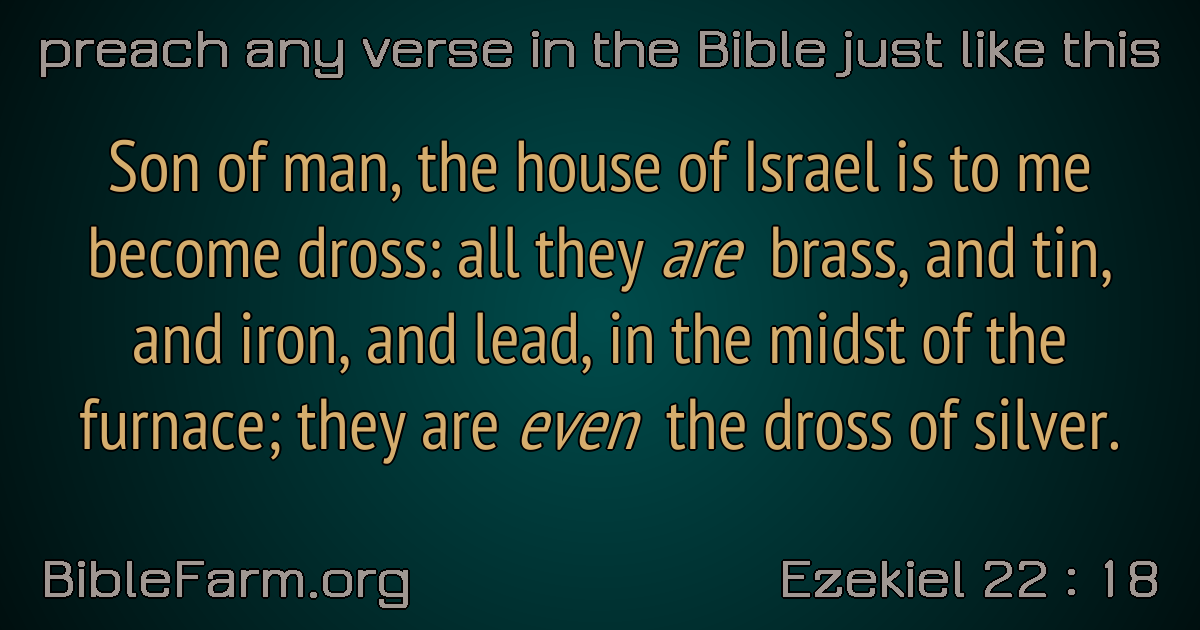 preach any verse in the Bible just like this
Son of man, the house of Israel is to me
become dross: all they are brass, and tin,
and iron, and lead, in the midst of the
furnace; they are even the dross of silver.
BibleFarm.org
Ezekiel 22 : 18